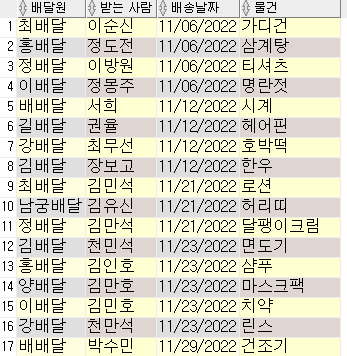 배달원 받는 사람 배송날짜 물건
1 최배달 이순신 11/06/2022 가디건
2 홍배달 정도전 11/06/2022 삼계탕
3 정배달 이방원 11/06/2022 티셔츠
4 이배달 정몽주 11/06/2022 명란젓
5 배배달 서희 11/12/2022 시계
6 길배달 권율 11/12/2022 헤어핀
7 강배달 최무선 11/12/2022 호박떡
8 김배달 장보고 11/12/2022 한우
9 최배달 김민석 11/21/2022 로션
10 남궁배달 김유신 11/21/2022 허리띠
11 정배달 김만석 11/21/2022 달팽이크림
12 김배달 천민석 11/23/2022 면도기
13 홍배달 김인호 11/23/2022 샴푸
14 양배달 김만호 11/23/2022 마스크팩
15 이배달 김민호 11/23/2022 치약
16 강배달 천만석 11/23/2022 린스
17 배배달 박수민 11/29/2022 건조기